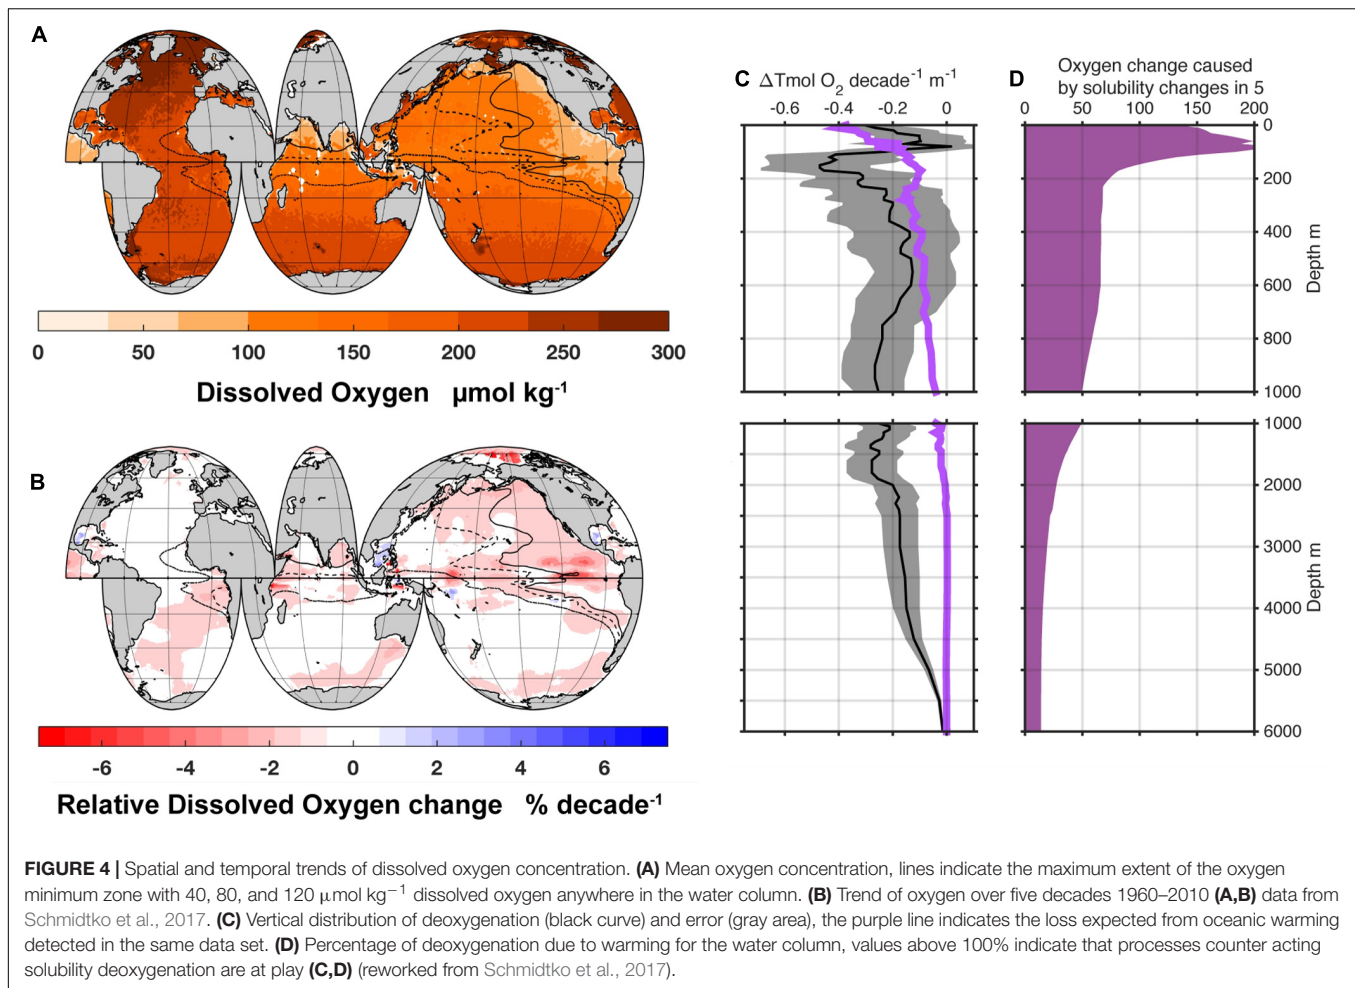 A
0 50 100 150 200 250 300
Dissolved Oxygen µmol kg-1
B
-6 -4 -2 0 2 4 6
Relative Dissolved Oxygen change % decade-1
C ΔTmol O2 decade-1 m-1
-0.6 -0.4 -0.2 0
D Oxygen change caused
by solubility changes in 5
0 50 100 150 200
0
200
400
600
800
1000
Depth m
1000
2000
3000
4000
5000
6000
Depth m
FIGURE 4 | Spatial and temporal trends of dissolved oxygen concentration. (A) Mean oxygen concentration, lines indicate the maximum extent of the oxygen
minimum zone with 40, 80, and 120 µmol kg−1 dissolved oxygen anywhere in the water column. (B) Trend of oxygen over five decades 1960–2010 (A,B) data from
Schmidtko et al., 2017. (C) Vertical distribution of deoxygenation (black curve) and error (gray area), the purple line indicates the loss expected from oceanic warming
detected in the same data set. (D) Percentage of deoxygenation due to warming for the water column, values above 100% indicate that processes counter acting
solubility deoxygenation are at play (C,D) (reworked from Schmidtko et al., 2017).